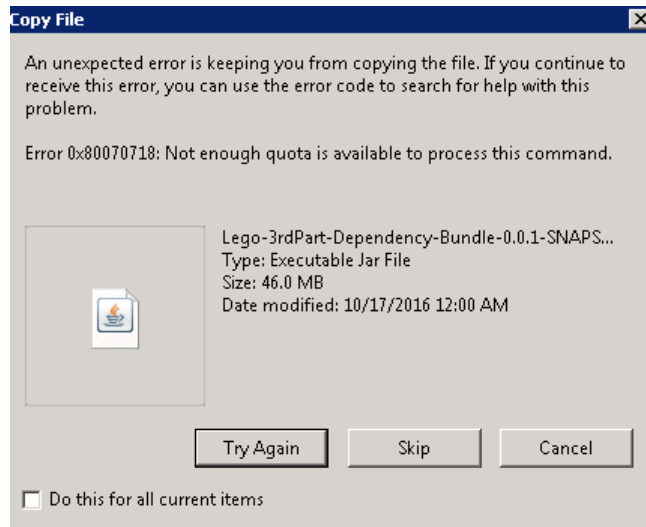 Copy File
An unexpected error is keeping you from copying the file. If you continue to
receive this error, you can use the error code to search for help with this
problem.
Error 0x80070718: Not enough quota is available to process this command.
Lego-3rdPart-Dependency-Bundle-0.0.1-SNAPS...
Type: Executable Jar File
Size: 46.0 MB
Date modified: 10/17/2016 12:00 AM
Try Again
Skip
Cancel
Do this for all current items